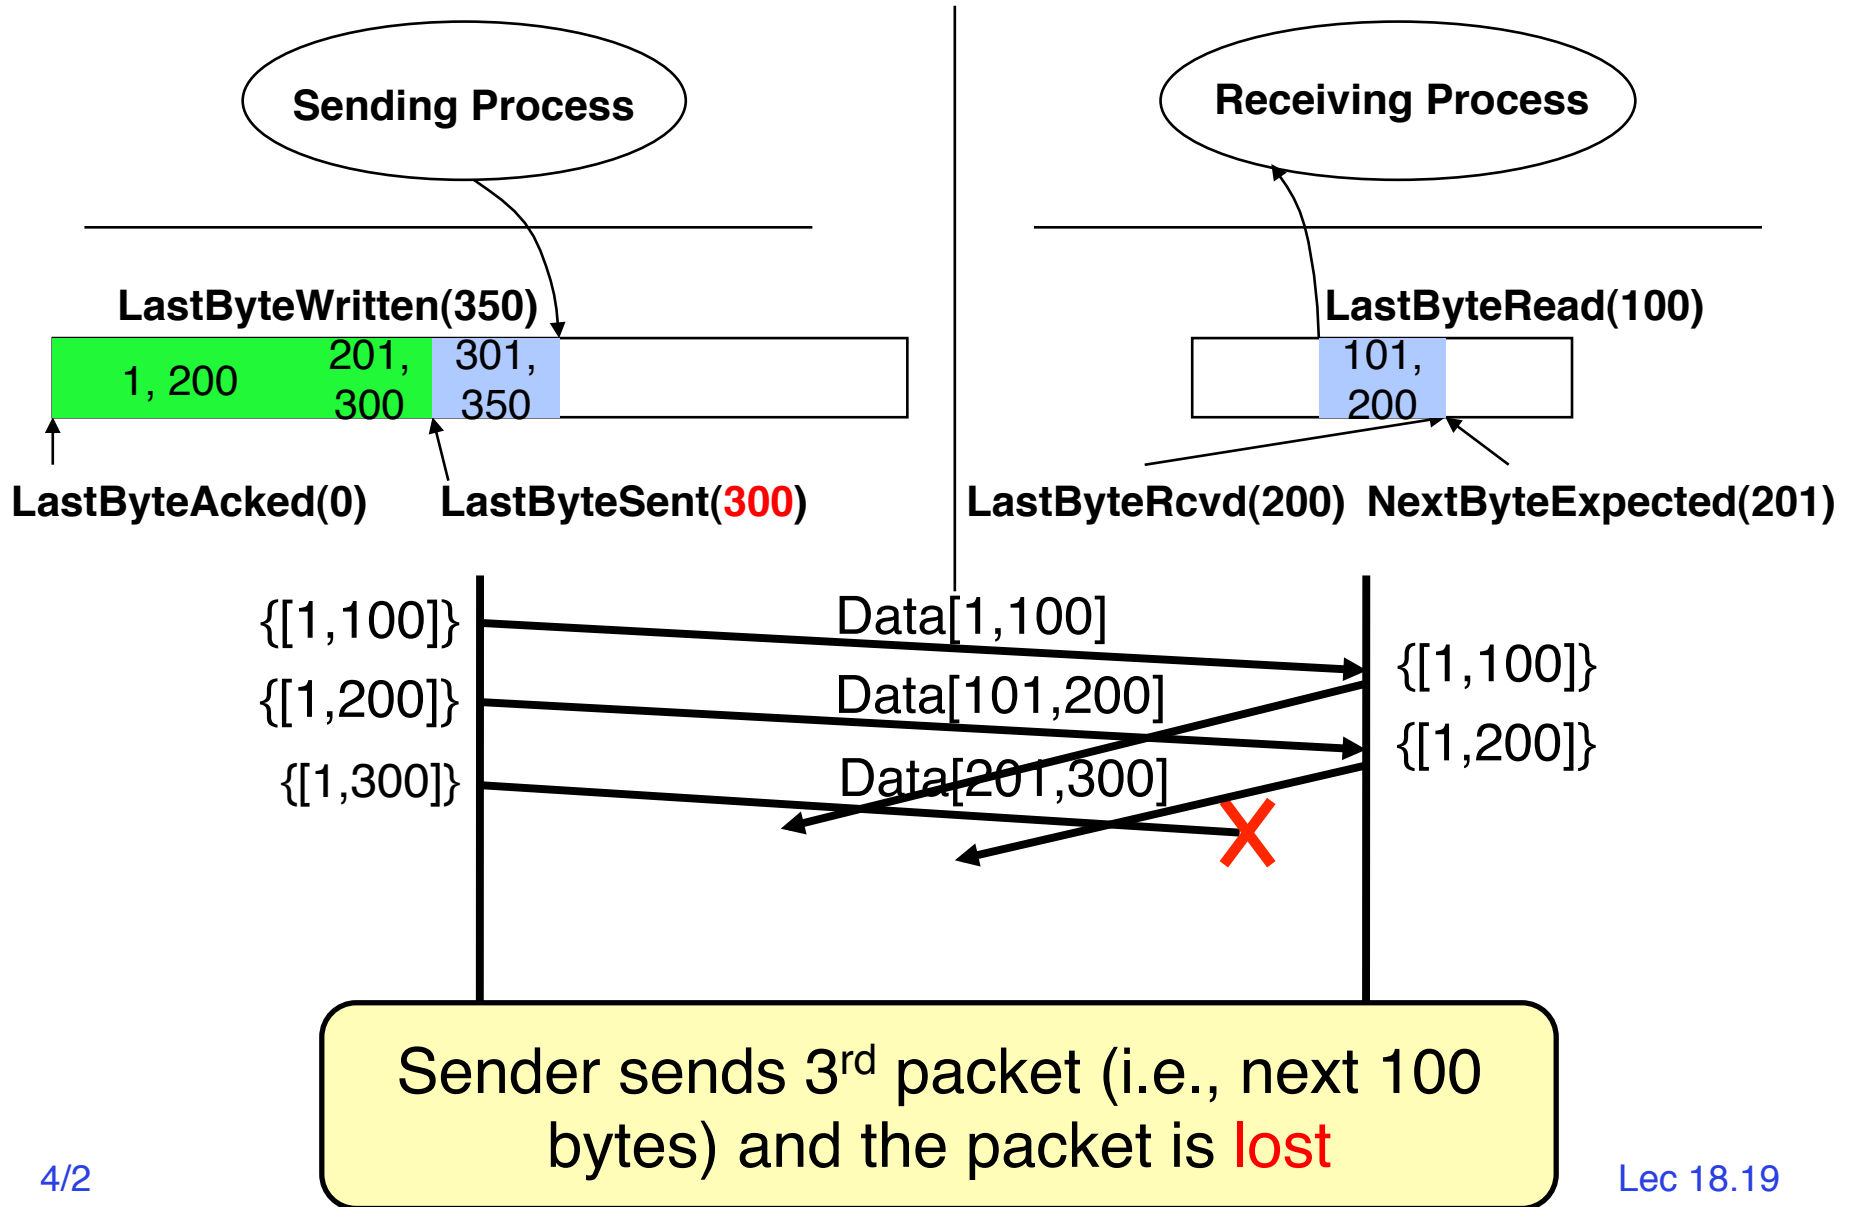 Sending Process
Receiving Process
LastByteWritten(350)
LastByteRead(100)
1, 200
201,
300
301,
350
101,
200
LastByteAcked(0)
LastByteSent(300)
LastByteRcvd(200)
NextByteExpected(201)
{[1,100]}
Data[1,100]
{[1,100]}
{[1,200]}
Data[101,200]
{[1,200]}
{[1,300]}
Data[201,300]
Sender sends 3rd packet (i.e., next 100
bytes) and the packet is lost
4/2
Lec 18.19